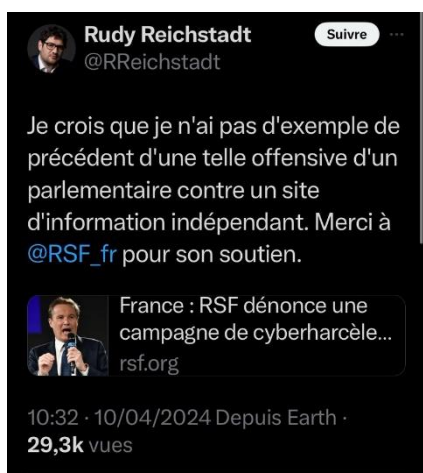 Rudy Reichstadt
Suivre
@RReichstadt
Je crois que je n'ai pas d'exemple de
précédent d'une telle offensive d'un
parlementaire contre un site
d'information indépendant. Merci à
@RSF_fr pour son soutien.
France : RSF dénonce une
campagne de cyberharcèle...
rsf.org
10:32 · 10/04/2024 Depuis Earth ·
29,3k vues